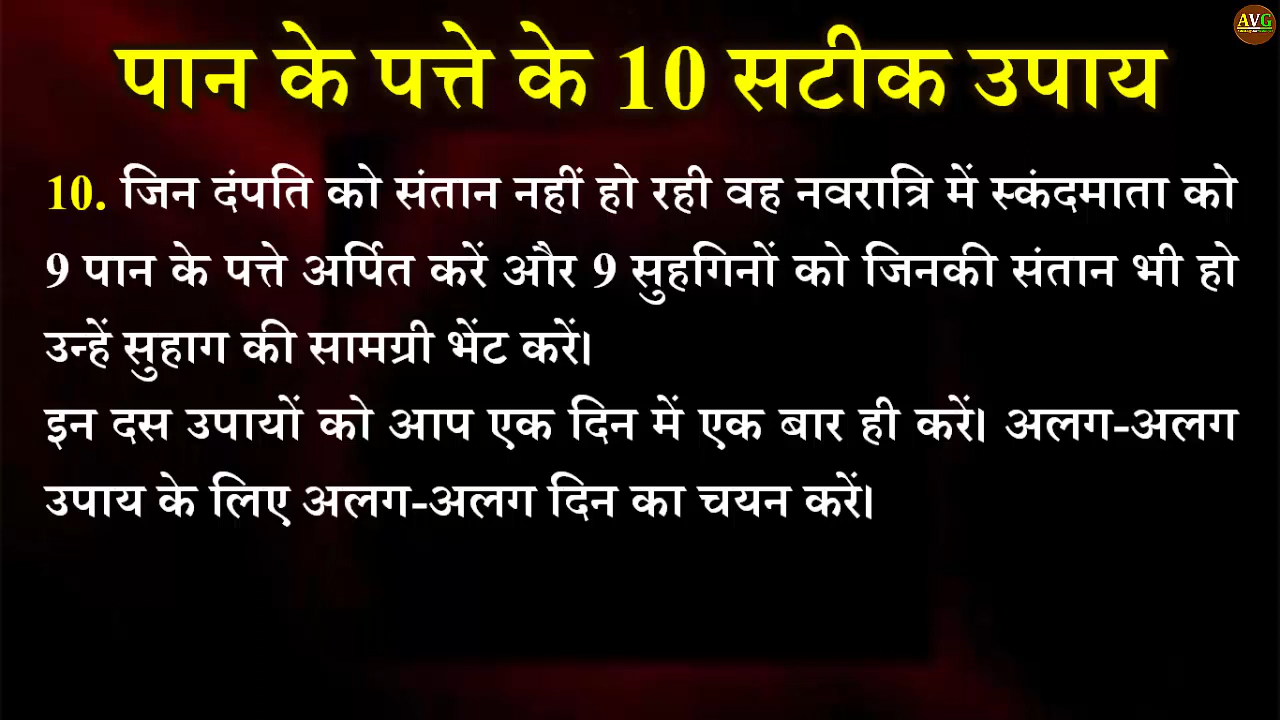 AVG
पान के पत्ते के 10 सटीक उपाय
10. जिन दंपति को संतान नहीं हो रही वह नवरात्रि में स्कंदमाता को
9 पान के पत्ते अर्पित करें और 9 सुहगिनों को जिनकी संतान भी हो
उन्हें सुहाग की सामग्री भेंट करें।
इन दस उपायों को आप एक दिन में एक बार ही करें। अलग-अलग
उपाय के लिए अलग-अलग दिन का चयन करें।